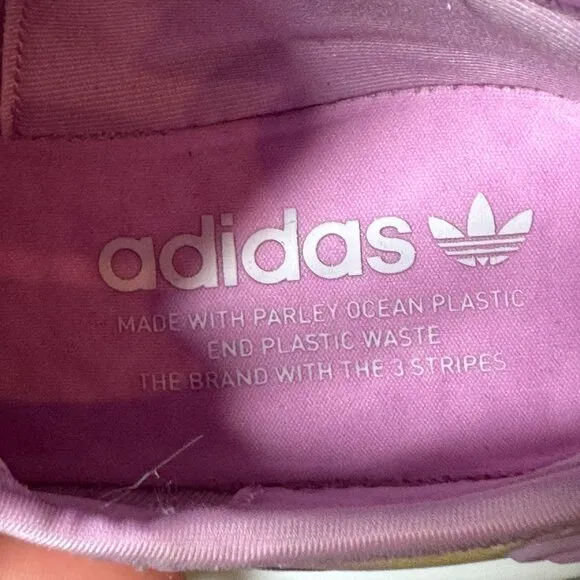 adidas
MADE WITH PARLEY OCEAN PLASTIC
END PLASTIC WASTE
THE BRAND WITH THE 3 STRIPES